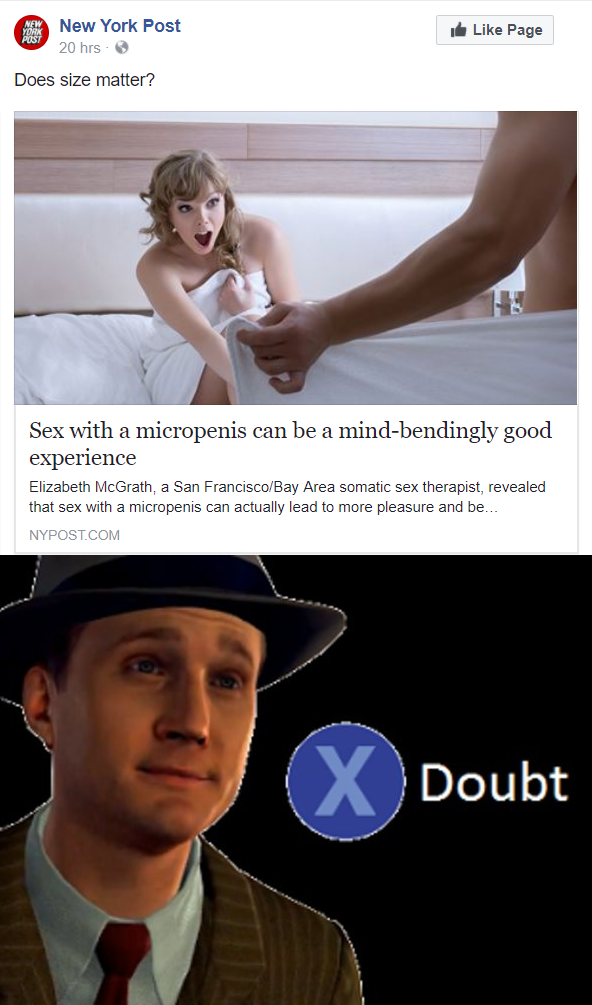 NEW
YORK
POST
New York Post
20 hrs ·
Like Page
Does size matter?
Sex with a micropenis can be a mind-bendingly good
experience
Elizabeth McGrath, a San Francisco/Bay Area somatic sex therapist, revealed
that sex with a micropenis can actually lead to more pleasure and be…
NYPOST.COM
X Doubt